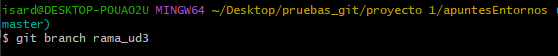 isard@DESKTOP-POUAO2U MINGW64 ~/Desktop/pruebas_git/proyecto 1/apuntesEntornos (
master)
$ git branch rama_ud3